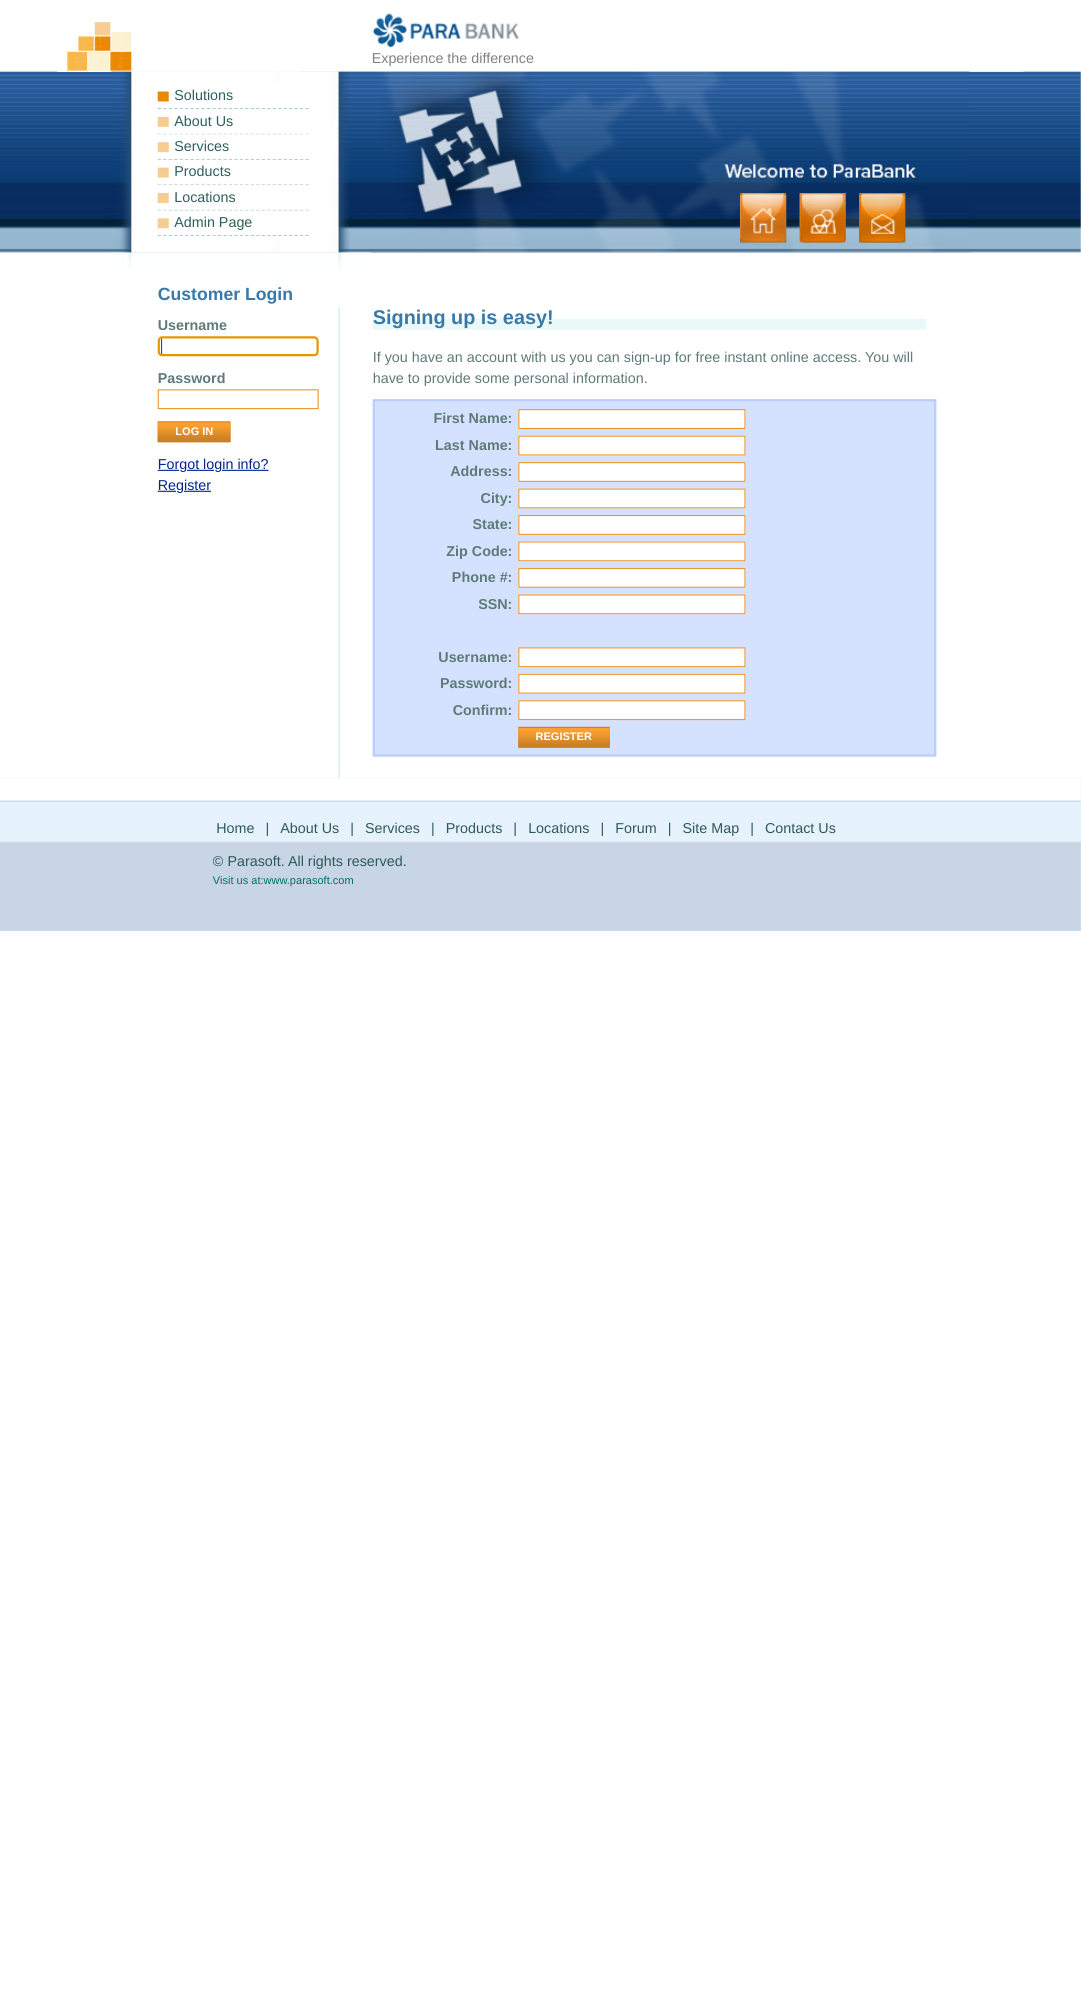 PARA BANK
Experience the difference
Solutions
About Us
Services
Products
Locations
Admin Page
Welcome to ParaBank
Customer Login
Username
Password
LOG IN
Forgot login info?
Register
Signing up is easy!
If you have an account with us you can sign-up for free instant online access. You will
have to provide some personal information.
First Name:
Last Name:
Address:
City:
State:
Zip Code:
Phone #:
SSN:
Username:
Password:
Confirm:
REGISTER
Home | About Us | Services | Products | Locations | Forum | Site Map | Contact Us
© Parasoft. All rights reserved.
Visit us at:www.parasoft.com